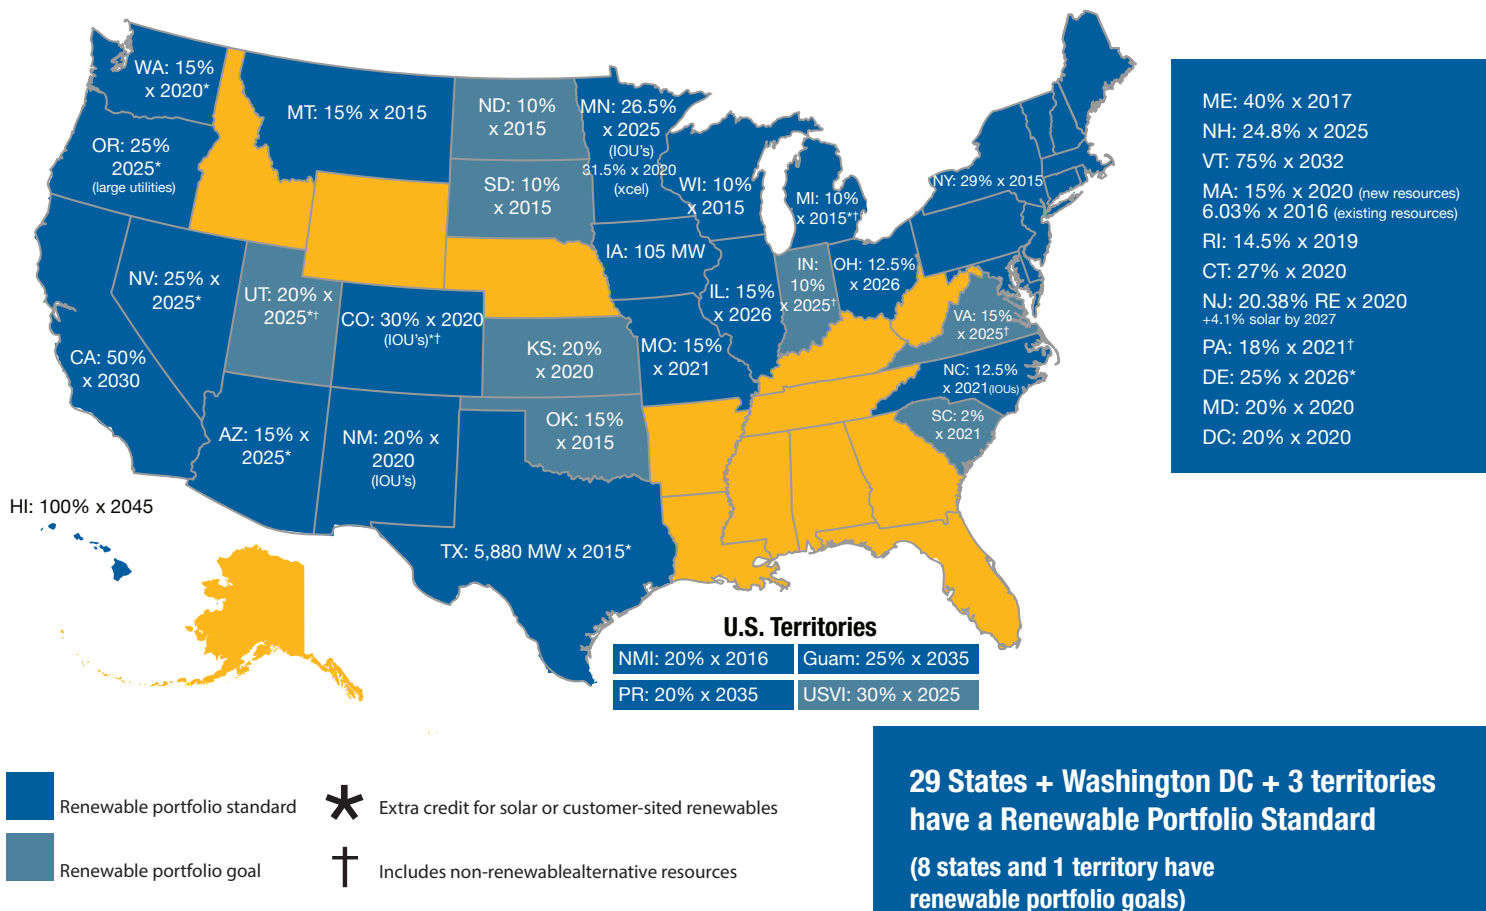 WA: 15%
x 2020*
MT: 15% x 2015
ND: 10%
x 2015
MN: 26.5%
x 2025
(IOU's)
31.5% x 2020
(xcel)
OR: 25%
2025*
(large utilities)
SD: 10%
x 2015
WI: 10%
x 2015
MI: 10%
x 2015*†
NY: 29% x 2015
NV: 25% x
2025*
UT: 20% x
2025*†
CO: 30% x 2020
(IOU's)*†
IA: 105 MW
IL: 15%
x 2026
IN:
10%
x 2025†
OH: 12.5%
x 2026
VA: 15%
x 2025†
CA: 50%
x 2030
KS: 20%
x 2020
MO: 15%
x 2021
NC: 12.5%
x 2021(IOUs)
AZ: 15% x
2025*
NM: 20% x
2020
(IOU's)
OK: 15%
x 2015
SC: 2%
x 2021
HI: 100% x 2045
TX: 5,880 MW x 2015*
ME: 40% x 2017
NH: 24.8% x 2025
VT: 75% x 2032
MA: 15% x 2020 (new resources)
6.03% x 2016 (existing resources)
RI: 14.5% x 2019
CT: 27% x 2020
NJ: 20.38% RE x 2020
+4.1% solar by 2027
PA: 18% x 2021†
DE: 25% x 2026*
MD: 20% x 2020
DC: 20% x 2020
U.S. Territories
NMI: 20% x 2016
Guam: 25% x 2035
PR: 20% x 2035
USVI: 30% x 2025
Renewable portfolio standard
* Extra credit for solar or customer-sited renewables
Renewable portfolio goal
† Includes non-renewablealternative resources
29 States + Washington DC + 3 territories
have a Renewable Portfolio Standard
(8 states and 1 territory have
renewable portfolio goals)